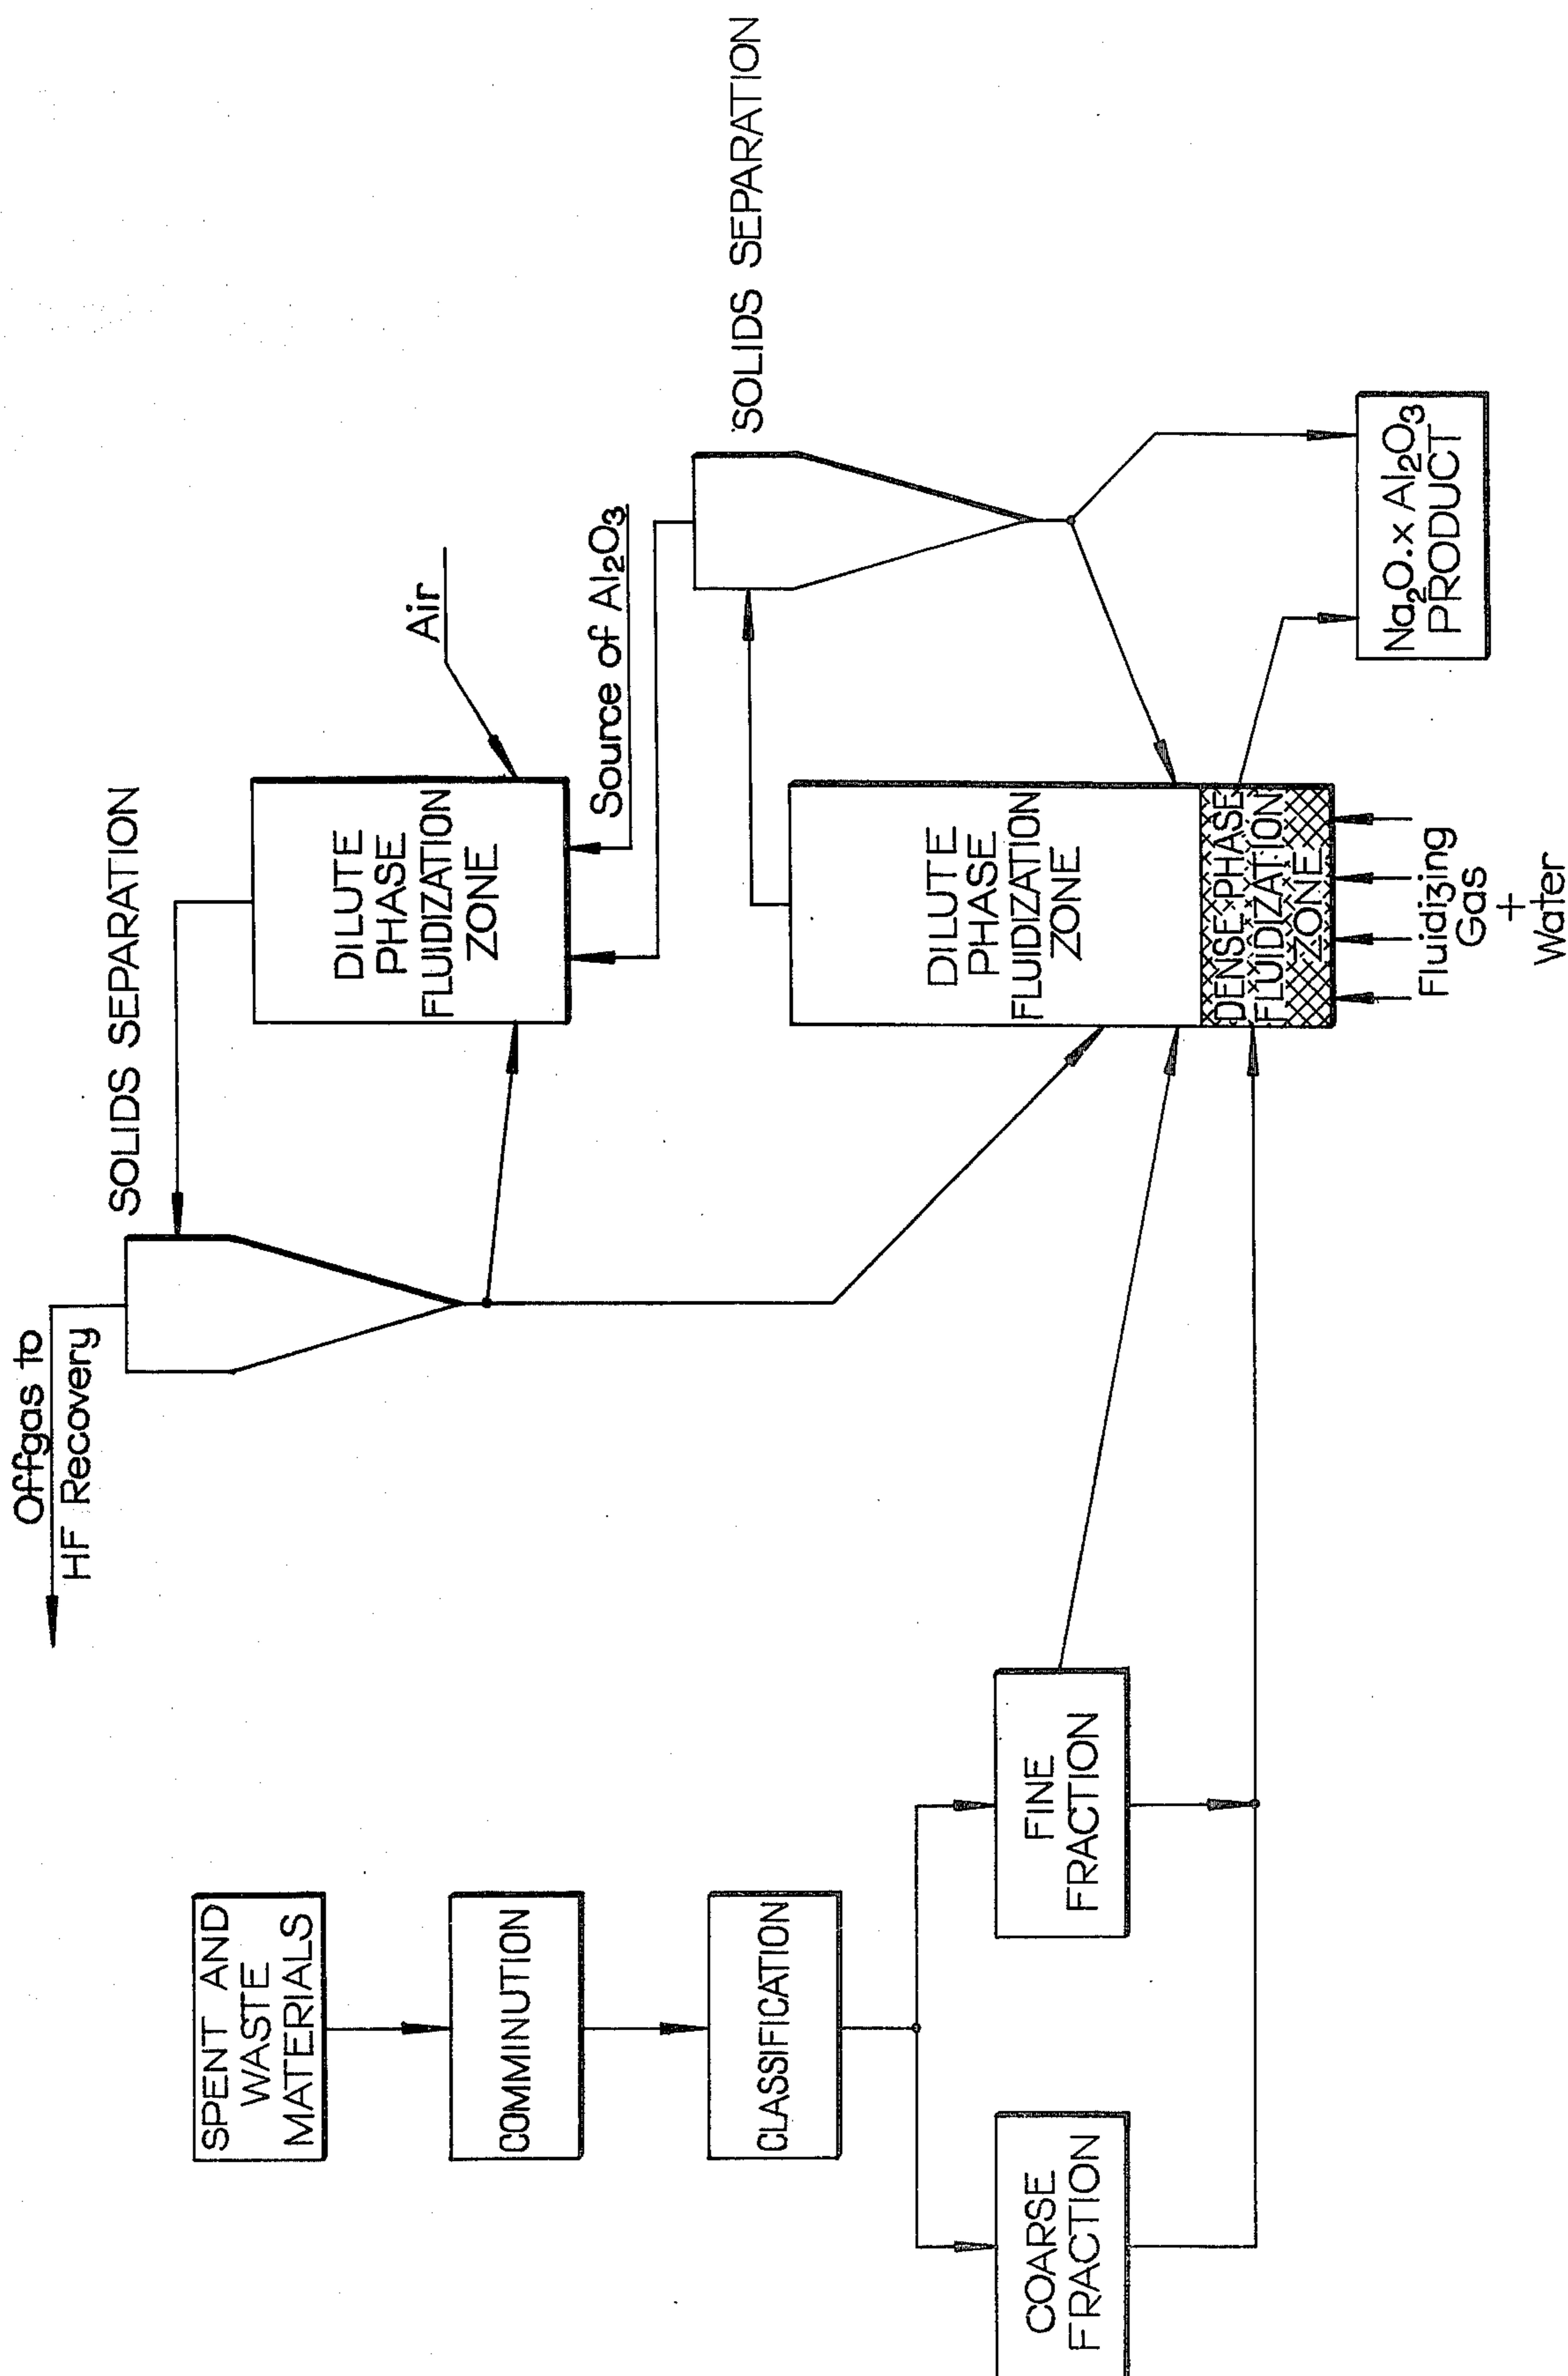 SPENT AND
WASTE
MATERIALS
COMMINUTION
CLASSIFICATION
COARSE
FRACTION
FINE
FRACTION
Offgas to
HF Recovery
SOLIDS SEPARATION
DILUTE
PHASE
FLUIDIZATION
ZONE
Air
Source of Al₂O₃
SOLIDS SEPARATION
DILUTE
PHASE
FLUIDIZATION
ZONE
DENSE PHASE
FLUIDIZATION
ZONE
Fluidizing
Gas
+
Water
Na₂O.x Al₂O₃
PRODUCT